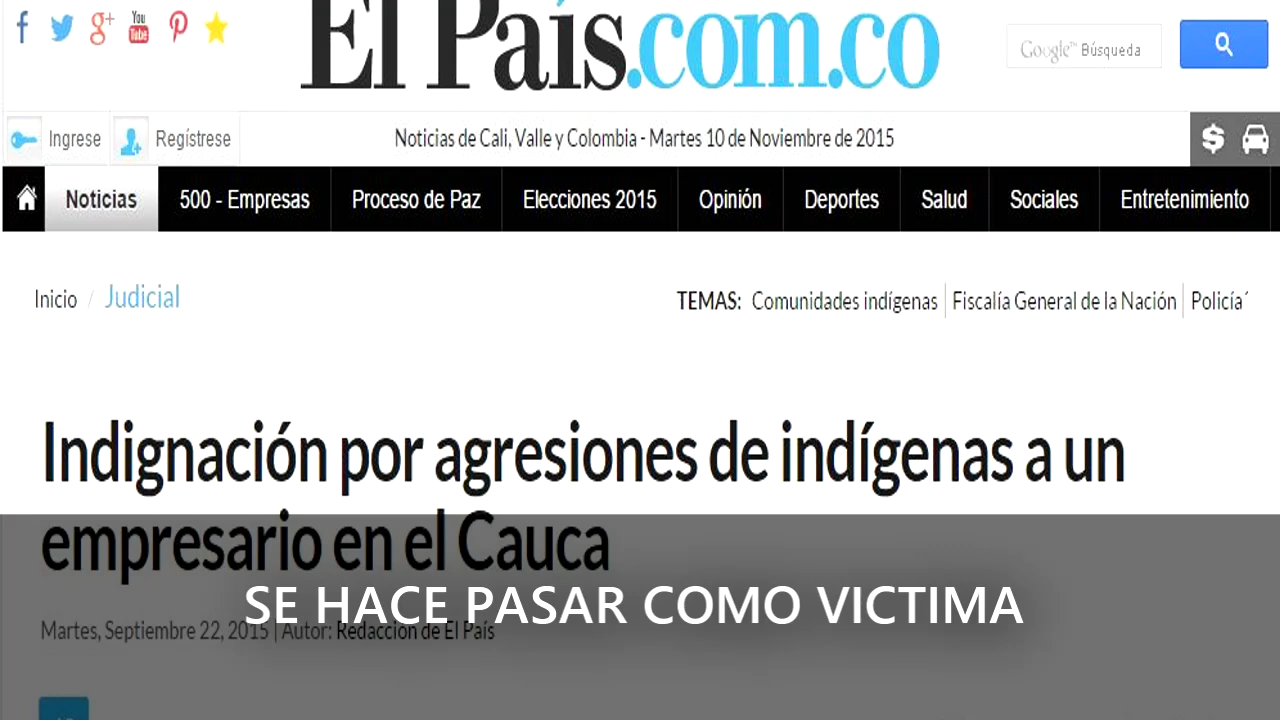 El País.com.co
Google™ Búsqueda
Ingrese Regístrese Noticias de Cali, Valle y Colombia - Martes 10 de Noviembre de 2015
Noticias 500 - Empresas Proceso de Paz Elecciones 2015 Opinión Deportes Salud Sociales Entretenimiento
Inicio / Judicial TEMAS: Comunidades indígenas | Fiscalía General de la Nación | Policía´
Indignación por agresiones de indígenas a un
empresario en el Cauca
SE HACE PASAR COMO VICTIMA
Martes, Septiembre 22, 2015 | Autor: Redacción de El País